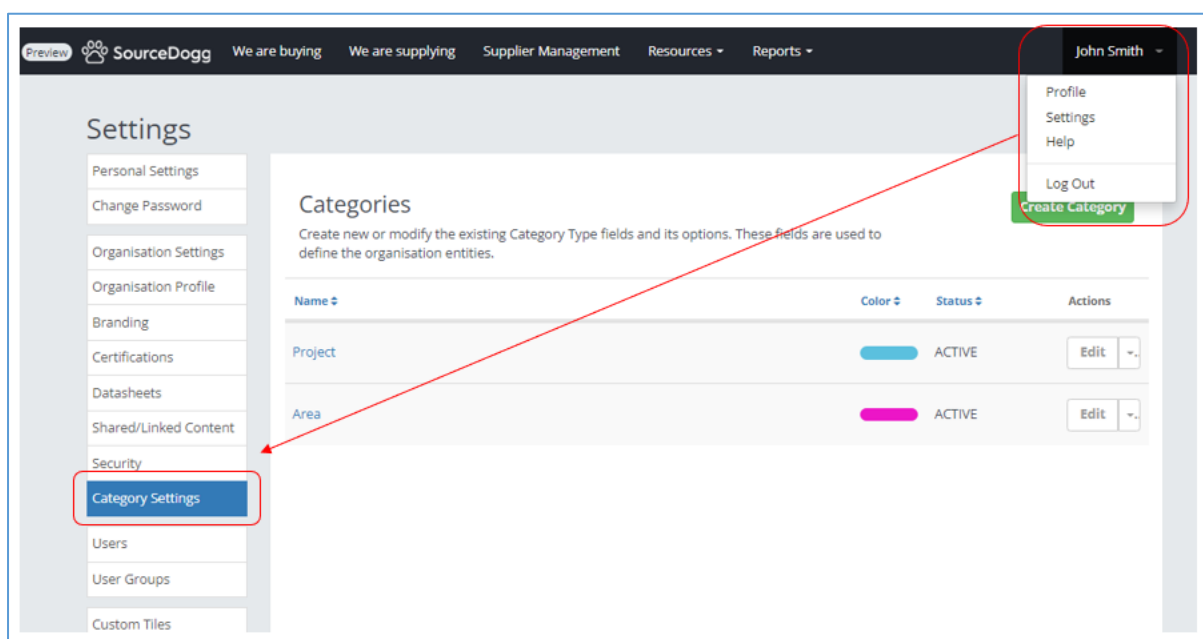 Preview SourceDogg We are buying We are supplying Supplier Management Resources Reports John Smith
Profile
Settings
Help
Log Out
Settings
Personal Settings
Change Password
Organisation Settings
Organisation Profile
Branding
Certifications
Datasheets
Shared/Linked Content
Security
Category Settings
Users
User Groups
Custom Tiles
Categories
Create Category
Create new or modify the existing Category Type fields and its options. These fields are used to
define the organisation entities.
Name Color Status Actions
Project ACTIVE Edit
Area ACTIVE Edit